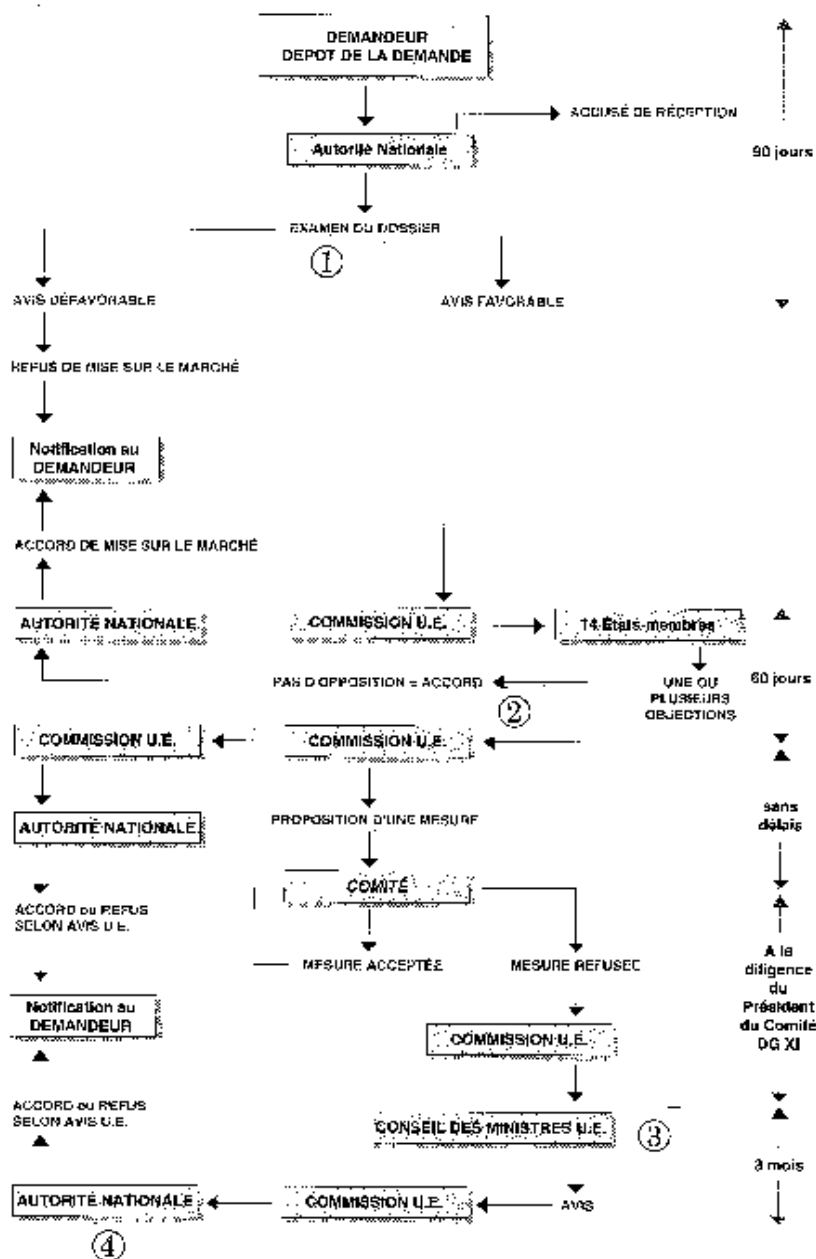 DEMANDEUR
DEPOT DE LA DEMANDE
ACCUSÉ DE RÉCEPTION
Autorité Nationale
90 jours
EXAMEN DU DOSSIER
①
AVIS DÉFAVORABLE
AVIS FAVORABLE
REFUS DE MISE SUR LE MARCHÉ
Notification au
DEMANDEUR
ACCORD DE MISE SUR LE MARCHÉ
AUTORITÉ NATIONALE
COMMISSION U.E.
14 États-membres
60 jours
PAS D'OPPOSITION = ACCORD
UNE OU
PLUSIEURS
OBJECTIONS
②
COMMISSION U.E.
COMMISSION U.E.
AUTORITÉ NATIONALE
PROPOSITION D'UNE MESURE
sans
délais
COMITÉ
ACCORD ou REFUS
SELON AVIS U.E.
MESURE ACCEPTÉE
MESURE REFUSEE
A la
diligence
du
Président
du Comité
DG XI
Notification au
DEMANDEUR
COMMISSION U.E.
ACCORD ou REFUS
SELON AVIS U.E.
CONSEIL DES MINISTRES U.E.
③
3 mois
AUTORITÉ NATIONALE
COMMISSION U.E.
AVIS
④